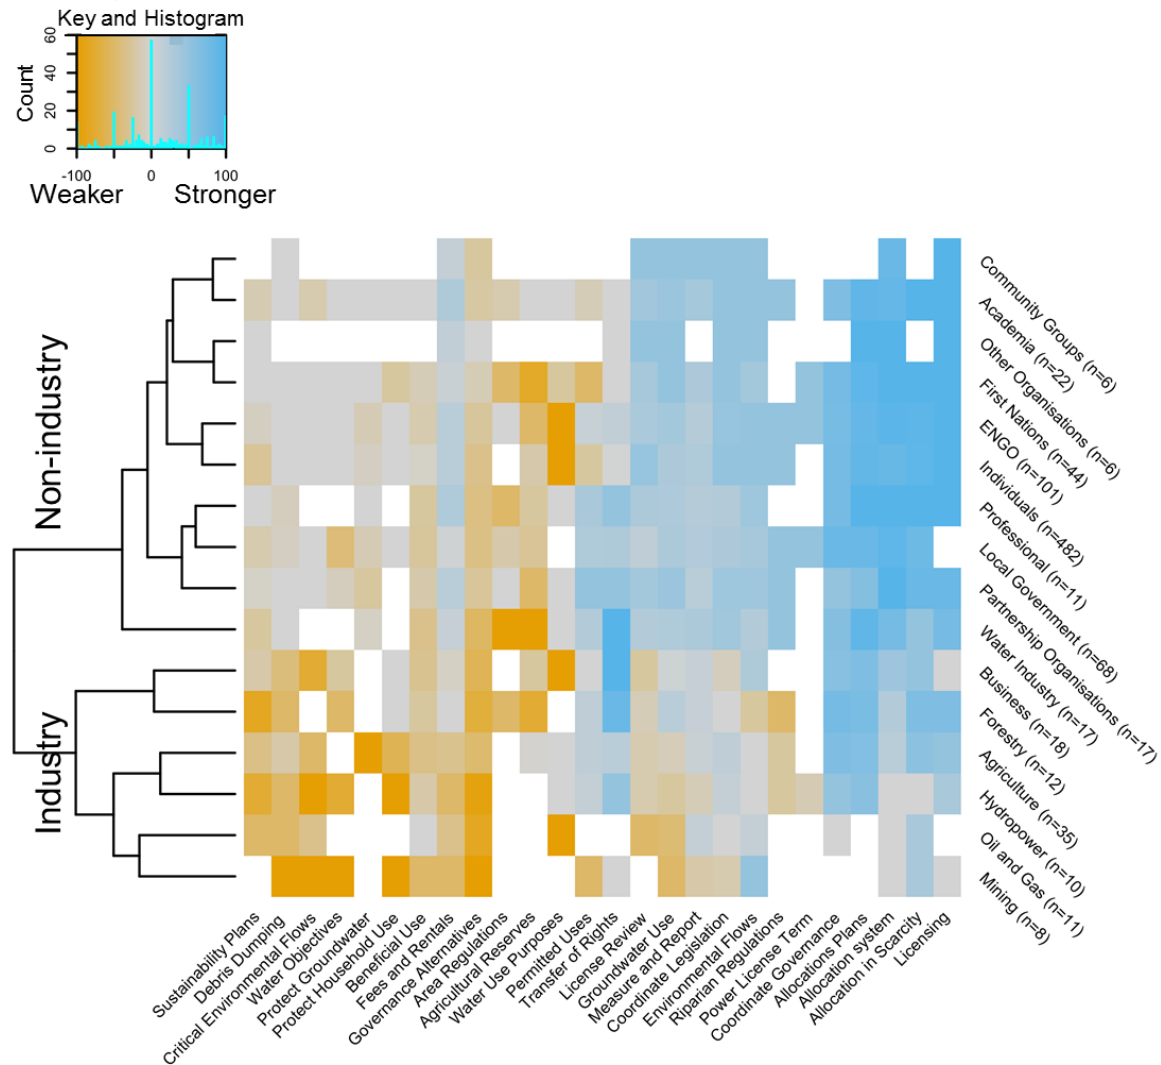 Key and Histogram
Count
0
20
40
60
-100
0
100
Weaker
Stronger
Non-industry
Industry
Community Groups (n=6)
Academia (n=22)
Other Organisations (n=6)
First Nations (n=44)
ENGO (n=101)
Individuals (n=482)
Professional (n=11)
Local Government (n=68)
Partnership Organisations (n=17)
Water Industry (n=17)
Business (n=18)
Forestry (n=12)
Agriculture (n=35)
Hydropower (n=10)
Oil and Gas (n=11)
Mining (n=8)
Sustainability Plans
Debris Dumping
Critical Environmental Flows
Water Objectives
Protect Groundwater
Protect Household Use
Beneficial Use
Fees and Rentals
Governance Alternatives
Area Regulations
Agricultural Reserves
Water Use Purposes
Permitted Uses
Transfer of Rights
License Review
Groundwater Use
Measure and Report
Coordinate Legislation
Environmental Flows
Riparian Regulations
Power License Term
Coordinate Governance
Allocations Plans
Allocation system
Allocation in Scarcity
Licensing